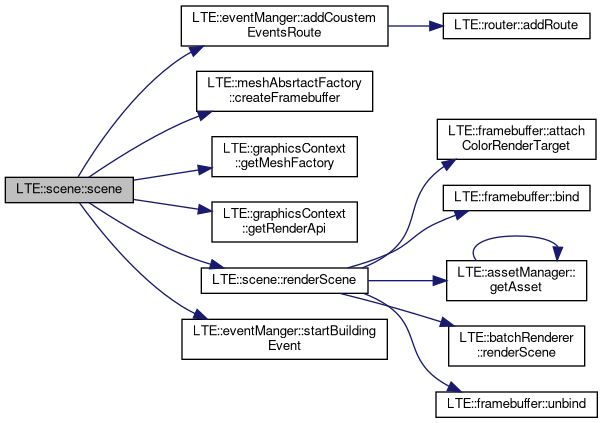 LTE::eventManger::addCoustem
EventsRoute
LTE::router::addRoute
LTE::meshAbsrtactFactory
::createFramebuffer
LTE::framebuffer::attach
ColorRenderTarget
LTE::graphicsContext
::getMeshFactory
LTE::scene::scene
LTE::framebuffer::bind
LTE::graphicsContext
::getRenderApi
LTE::scene::renderScene
LTE::assetManager::
getAsset
LTE::eventManger::startBuilding
Event
LTE::batchRenderer
::renderScene
LTE::framebuffer::unbind